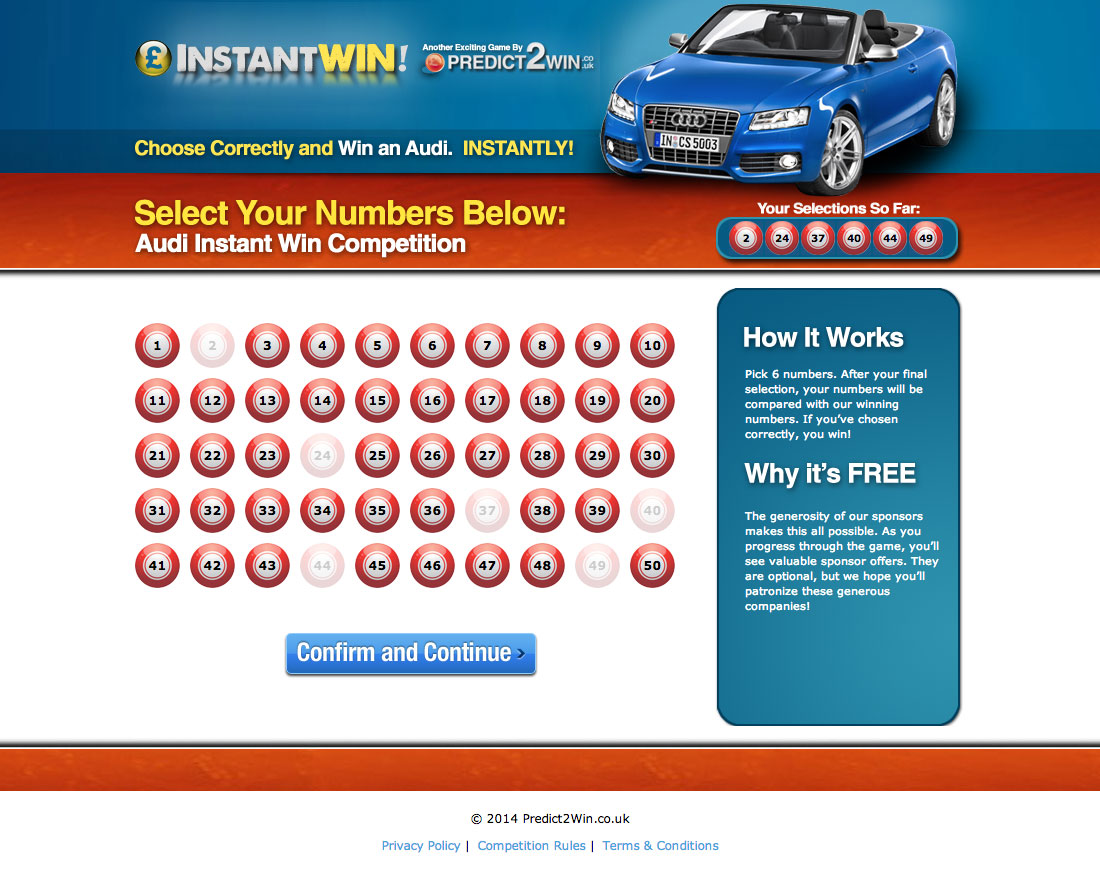 £ INSTANTWIN!
Another Exciting Game By
PREDICT2WIN.co.uk
IN CS 5003
Choose Correctly and Win an Audi. INSTANTLY!
Select Your Numbers Below:
Audi Instant Win Competition
Your Selections So Far:
2 24 37 40 44 49
1 2 3 4 5 6 7 8 9 10
11 12 13 14 15 16 17 18 19 20
21 22 23 24 25 26 27 28 29 30
31 32 33 34 35 36 37 38 39 40
41 42 43 44 45 46 47 48 49 50
Confirm and Continue >
How It Works
Pick 6 numbers. After your final
selection, your numbers will be
compared with our winning
numbers. If you’ve chosen
correctly, you win!
Why it’s FREE
The generosity of our sponsors
makes this all possible. As you
progress through the game, you’ll
see valuable sponsor offers. They
are optional, but we hope you’ll
patronize these generous
companies!
© 2014 Predict2Win.co.uk
Privacy Policy | Competition Rules | Terms & Conditions